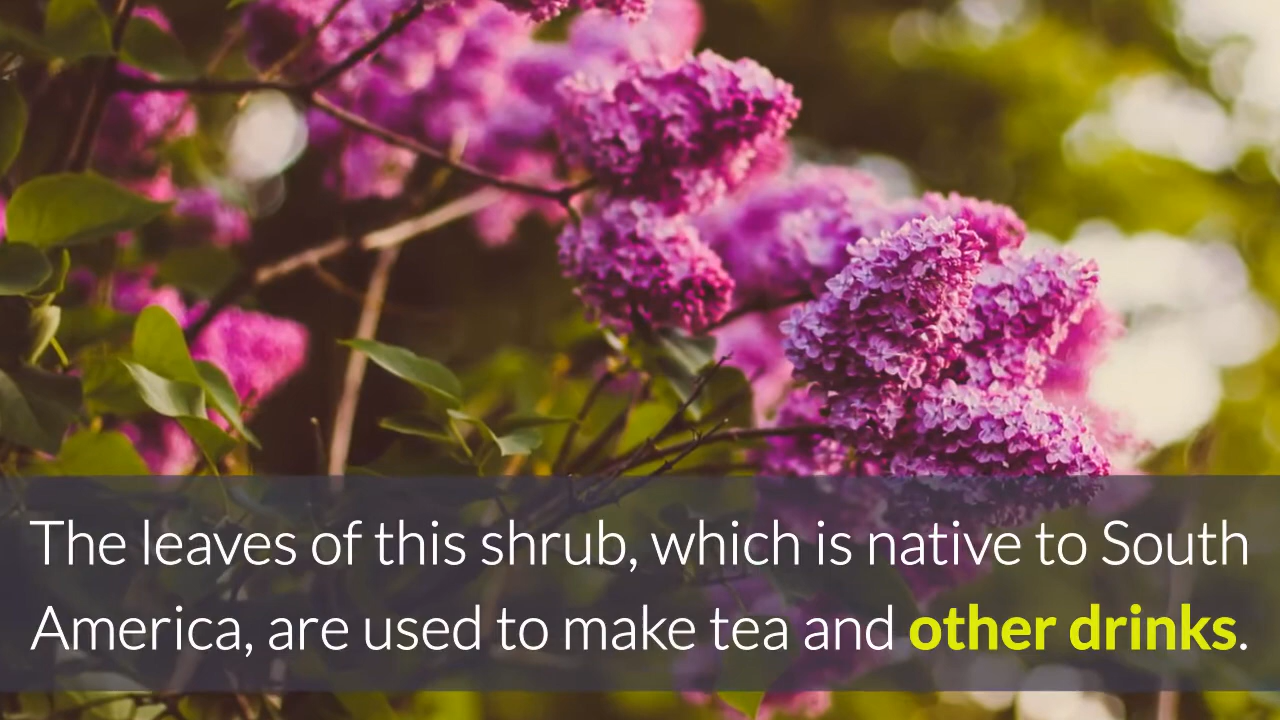 The leaves of this shrub, which is native to South
America, are used to make tea and other drinks.